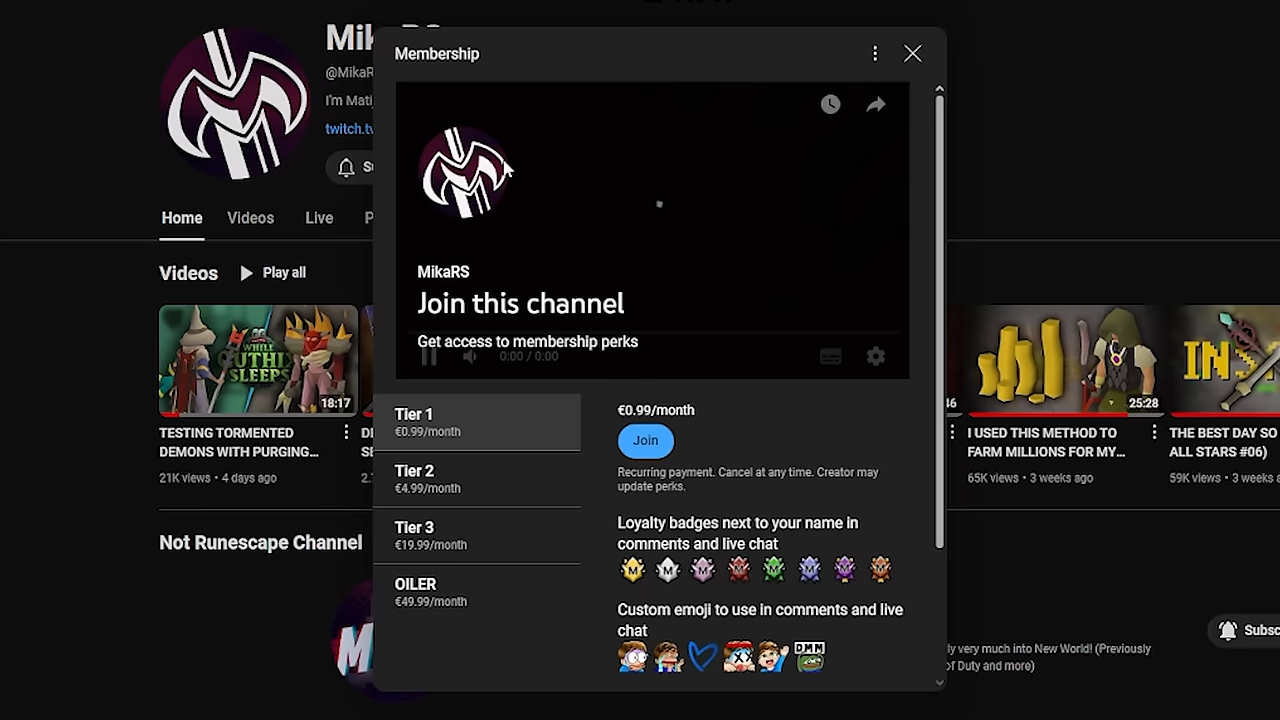 Membership
@MikaR
I'm Mati
twitch.tv
Home
Videos
Live
P
Videos
Play all
MikaRS
Join this channel
Get access to membership perks
0:00 / 0:00
WHILE
GUTHIX
SLEEPS
18:17
TESTING TORMENTED
DEMONS WITH PURGING...
21K views • 4 days ago
Tier 1
€0.99/month
Tier 2
€4.99/month
Tier 3
€19.99/month
OILER
€49.99/month
€0.99/month
Join
Recurring payment. Cancel at any time. Creator may
update perks.
Loyalty badges next to your name in
comments and live chat
Custom emoji to use in comments and live
chat
DMM
46
25:28
I USED THIS METHOD TO
FARM MILLIONS FOR MY...
65K views • 3 weeks ago
THE BEST DAY SO
ALL STARS #06)
59K views • 3 weeks a
Not Runescape Channel
Subsc
ly very much into New World! (Previously
of Duty and more)